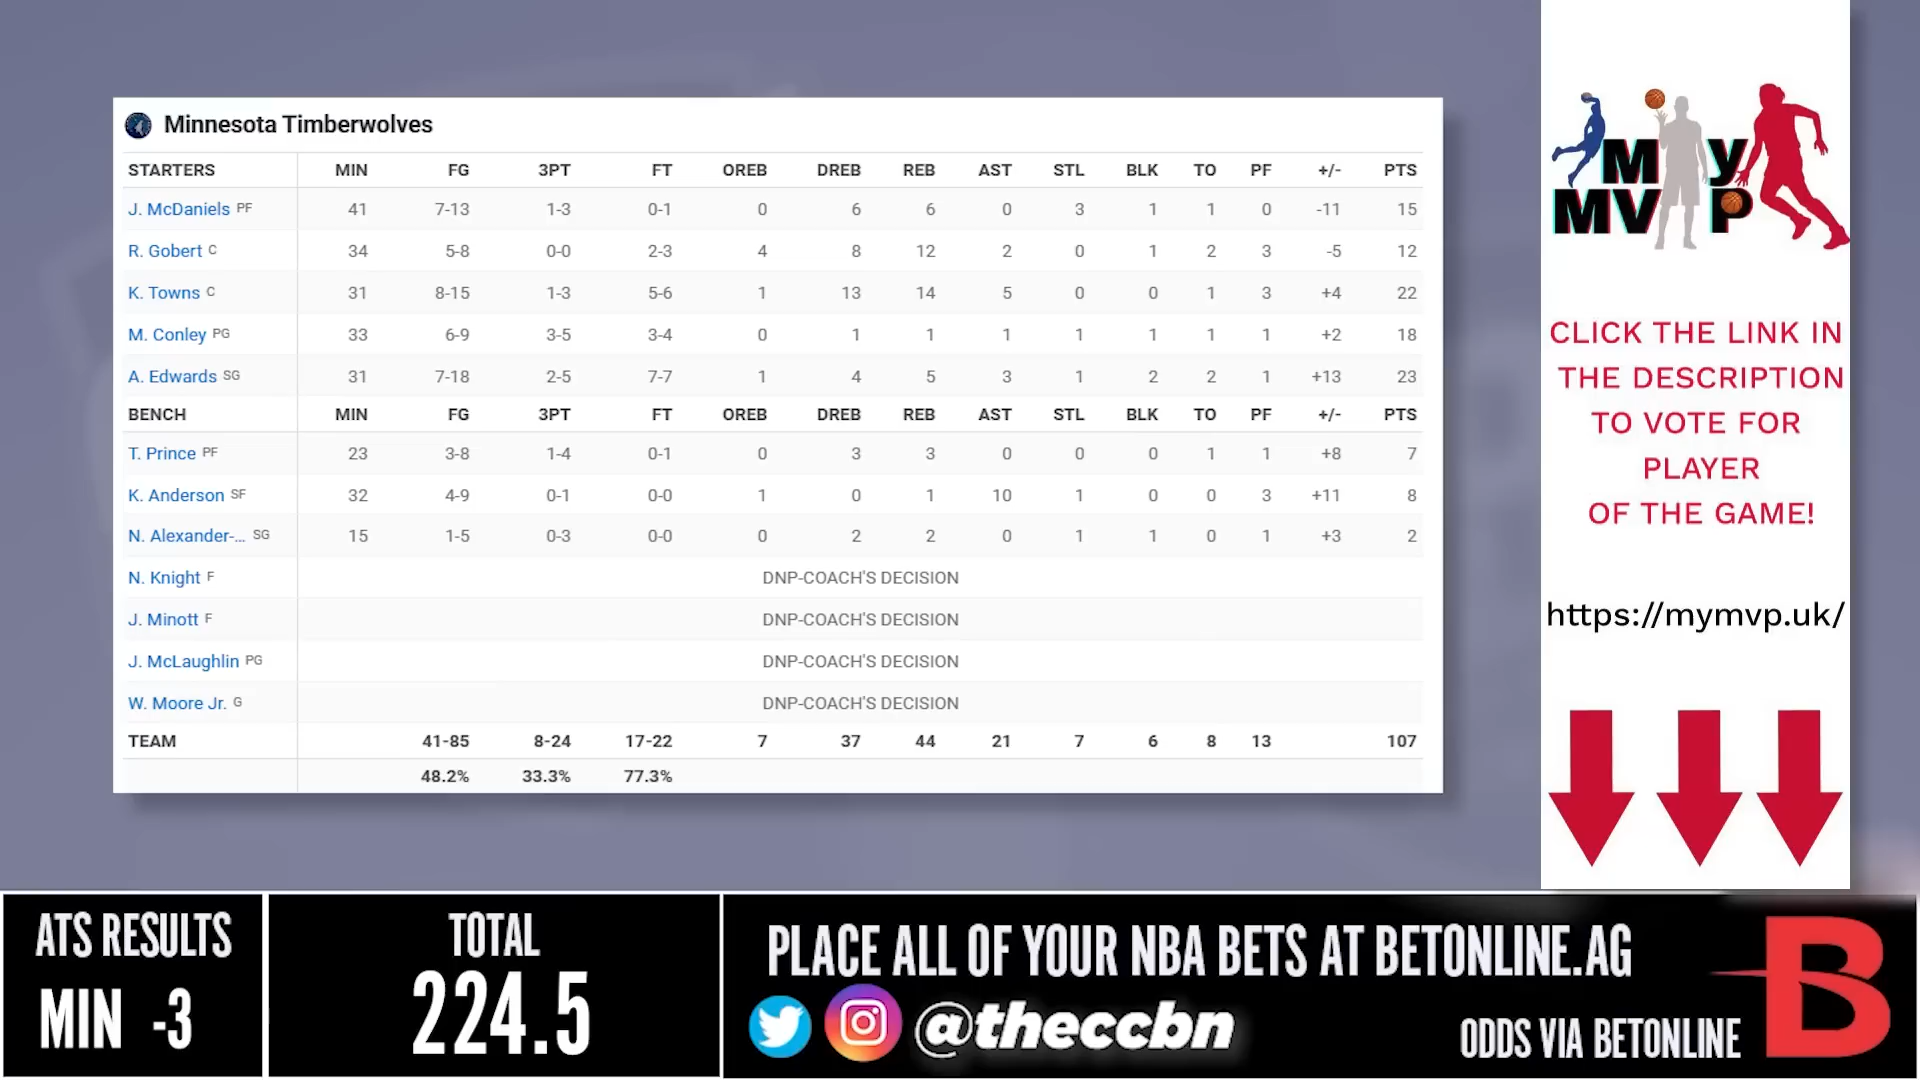 Minnesota Timberwolves
STARTERS MIN FG 3PT FT OREB DREB REB AST STL BLK TO PF +/- PTS
J. McDaniels PF 41 7-13 1-3 0-1 0 6 6 0 3 1 1 0 -11 15
R. Gobert C 34 5-8 0-0 2-3 4 8 12 2 0 1 2 3 -5 12
K. Towns C 31 8-15 1-3 5-6 1 13 14 5 0 0 1 3 +4 22
M. Conley PG 33 6-9 3-5 3-4 0 1 1 1 1 1 1 1 +2 18
A. Edwards SG 31 7-18 2-5 7-7 1 4 5 3 1 2 2 1 +13 23
BENCH MIN FG 3PT FT OREB DREB REB AST STL BLK TO PF +/- PTS
T. Prince PF 23 3-8 1-4 0-1 0 3 3 0 0 0 1 1 +8 7
K. Anderson SF 32 4-9 0-1 0-0 1 0 1 10 1 0 0 3 +11 8
N. Alexander-... SG 15 1-5 0-3 0-0 0 2 2 0 1 1 0 1 +3 2
N. Knight F DNP-COACH'S DECISION
J. Minott F DNP-COACH'S DECISION
J. McLaughlin PG DNP-COACH'S DECISION
W. Moore Jr. G DNP-COACH'S DECISION
TEAM 41-85 8-24 17-22 7 37 44 21 7 6 8 13 107
48.2% 33.3% 77.3%
My
MVP
CLICK THE LINK IN
THE DESCRIPTION
TO VOTE FOR
PLAYER
OF THE GAME!
https://mymvp.uk/
ATS RESULTS
MIN -3
TOTAL
224.5
PLACE ALL OF YOUR NBA BETS AT BETONLINE.AG
@theccbn
ODDS VIA BETONLINE
B